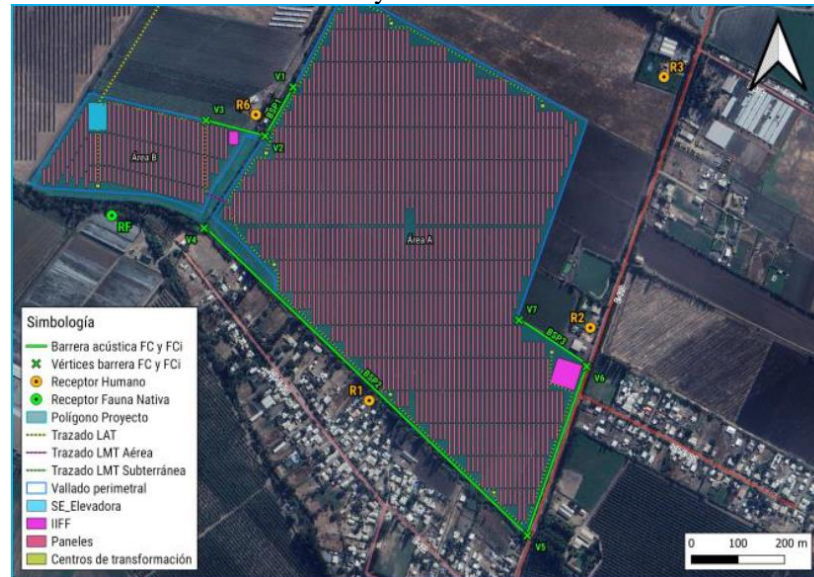 V1
V3
R6
BSP1
V2
R3
Área B
RF
V4
Área A
V7
BSP3
R2
V6
BSP2
R1
V5
Simbología
Barrera acústica FC y FCi
Vértices barrera FC y FCi
Receptor Humano
Receptor Fauna Nativa
Polígono Proyecto
Trazado LAT
Trazado LMT Aérea
Trazado LMT Subterránea
Vallado perimetral
SE_Elevadora
IIFF
Paneles
Centros de transformación
0 100 200 m